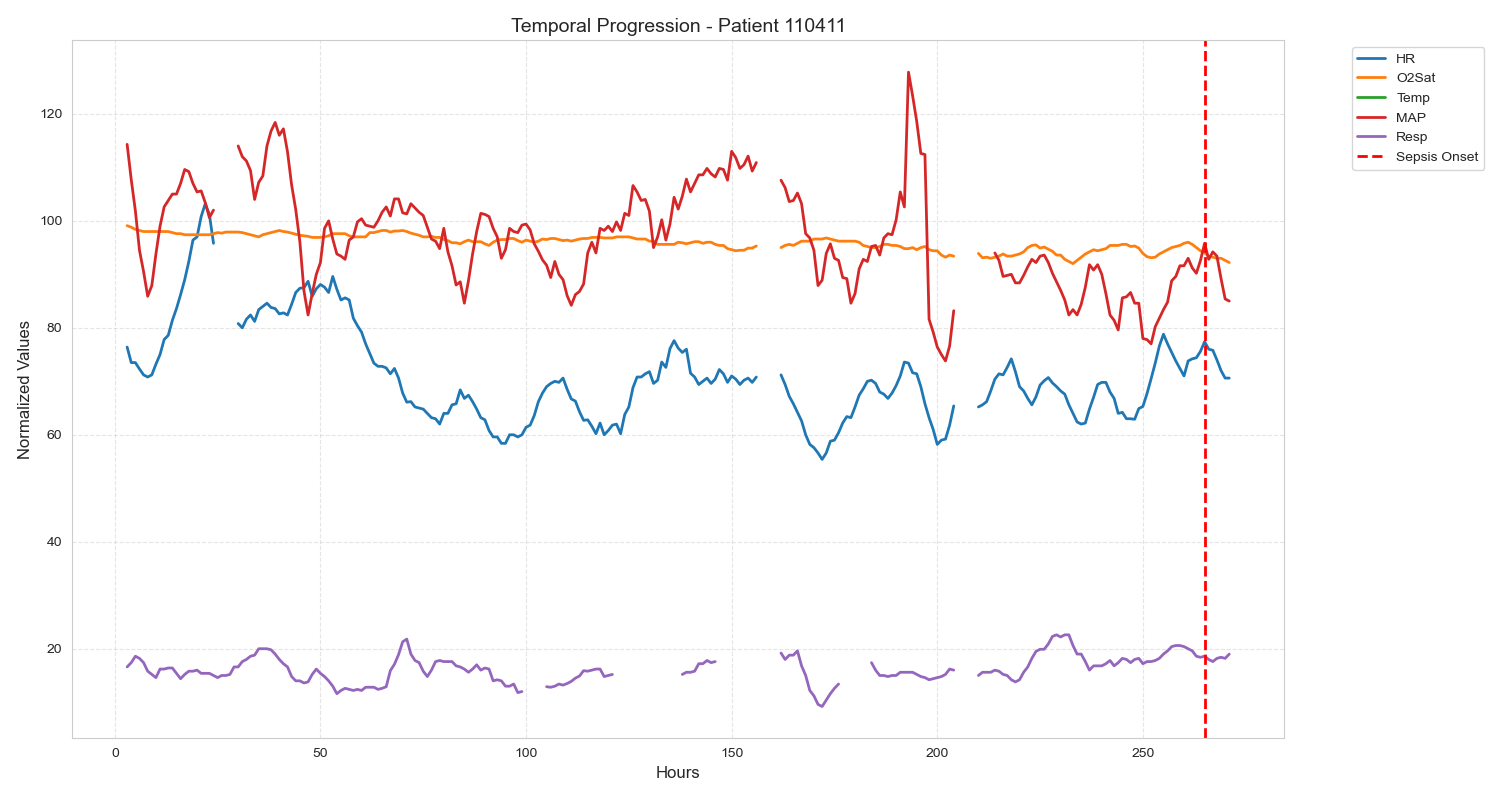 Temporal Progression - Patient 110411
HR
O2Sat
Temp
MAP
Resp
Sepsis Onset
Normalized Values
120
100
80
60
40
20
0
50
100
150
200
250
Hours